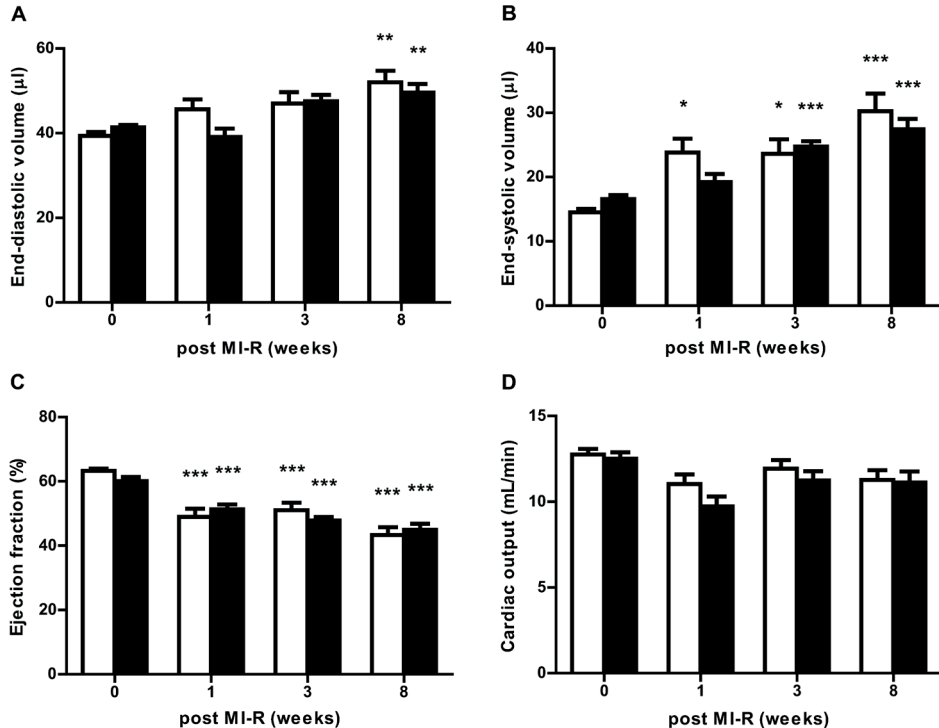 A
End-diastolic volume (µl)
60
40
20
0
** **
0 1 3 8
post MI-R (weeks)
B
End-systolic volume (µl)
40
30
20
10
0
* * *** *** ***
0 1 3 8
post MI-R (weeks)
C
Ejection fraction (%)
80
60
40
20
0
*** *** *** *** *** ***
0 1 3 8
post MI-R (weeks)
D
Cardiac output (mL/min)
15
10
5
0
0 1 3 8
post MI-R (weeks)